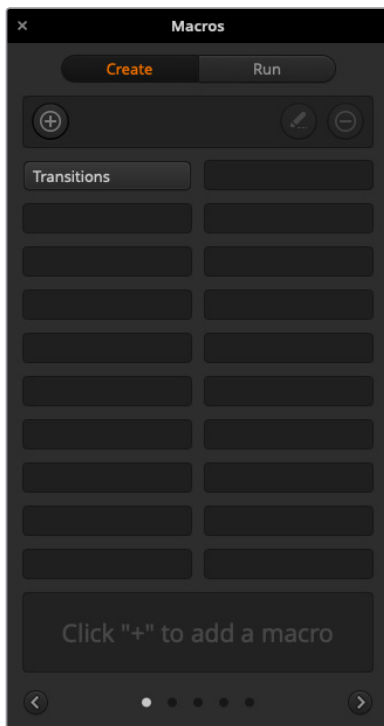 Macros
Create
Run
Transitions
Click "+" to add a macro